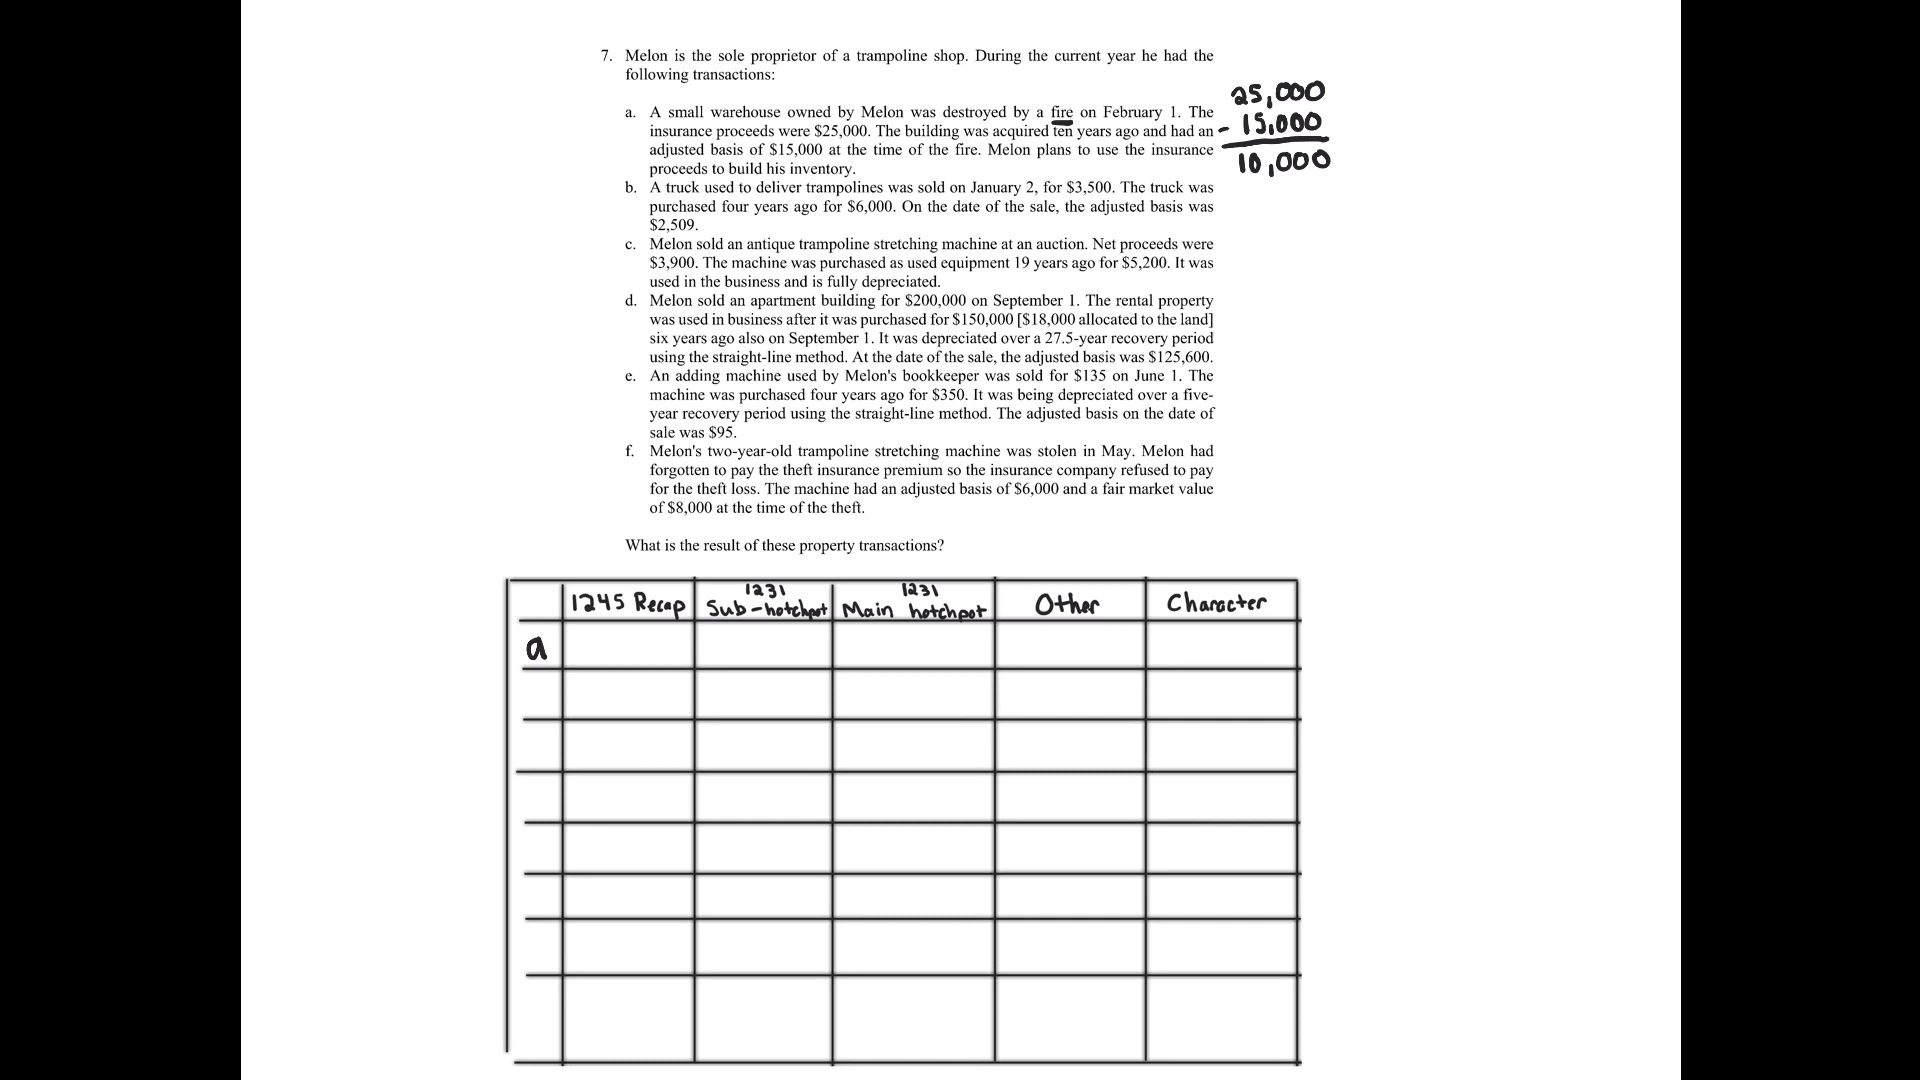 7. Melon is the sole proprietor of a trampoline shop. During the current year he had the
following transactions:
a. A small warehouse owned by Melon was destroyed by a fire on February 1. The
insurance proceeds were $25,000. The building was acquired ten years ago and had an
adjusted basis of $15,000 at the time of the fire. Melon plans to use the insurance
proceeds to build his inventory.
25,000
- 15,000
10,000
b. A truck used to deliver trampolines was sold on January 2, for $3,500. The truck was
purchased four years ago for $6,000. On the date of the sale, the adjusted basis was
$2,509.
c. Melon sold an antique trampoline stretching machine at an auction. Net proceeds were
$3,900. The machine was purchased as used equipment 19 years ago for $5,200. It was
used in the business and is fully depreciated.
d. Melon sold an apartment building for $200,000 on September 1. The rental property
was used in business after it was purchased for $150,000 [$18,000 allocated to the land]
six years ago also on September 1. It was depreciated over a 27.5-year recovery period
using the straight-line method. At the date of the sale, the adjusted basis was $125,600.
e. An adding machine used by Melon's bookkeeper was sold for $135 on June 1. The
machine was purchased four years ago for $350. It was being depreciated over a five-
year recovery period using the straight-line method. The adjusted basis on the date of
sale was $95.
f. Melon's two-year-old trampoline stretching machine was stolen in May. Melon had
forgotten to pay the theft insurance premium so the insurance company refused to pay
for the theft loss. The machine had an adjusted basis of $6,000 and a fair market value
of $8,000 at the time of the theft.
What is the result of these property transactions?
1245 Recap
1231
Sub-hotchpot
1231
Main hotchpot
Other
Character
a